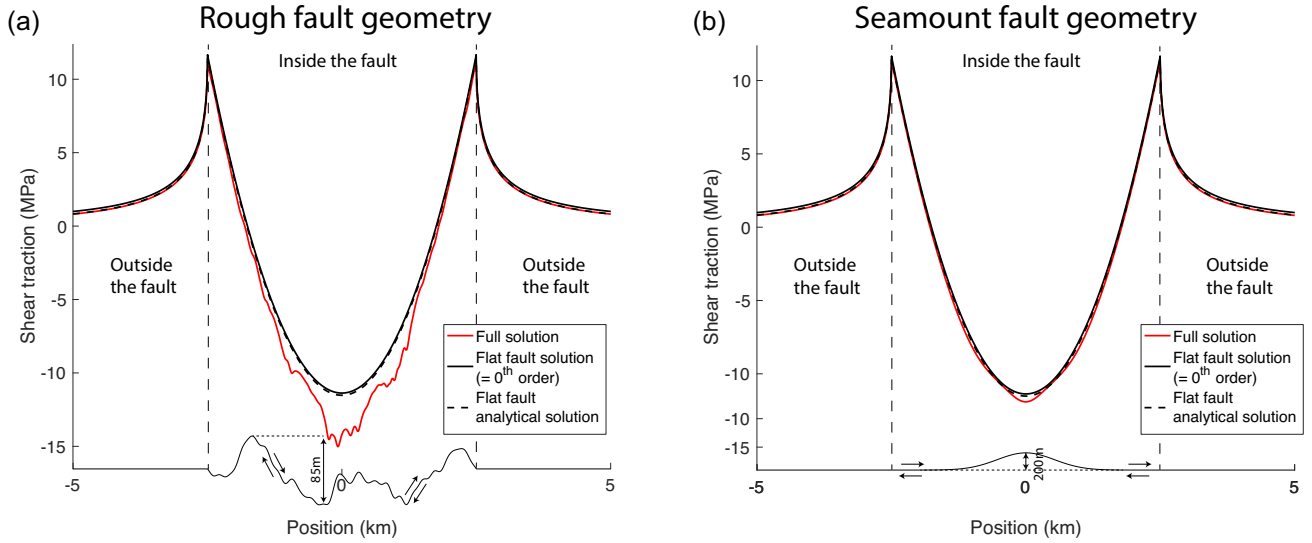 (a)
Rough fault geometry
Inside the fault
10
5
0
-5
-10
-15
Shear traction (MPa)
Outside
the fault
Outside
the fault
Full solution
Flat fault solution
(= 0th order)
Flat fault
analytical solution
85m
-5
0
5
Position (km)
(b)
Seamount fault geometry
Inside the fault
10
5
0
-5
-10
-10
-15
Shear traction (MPa)
Outside
the fault
Outside
the fault
Full solution
Flat fault solution
(= 0th order)
Flat fault
analytical solution
200m
-5
0
5
Position (km)